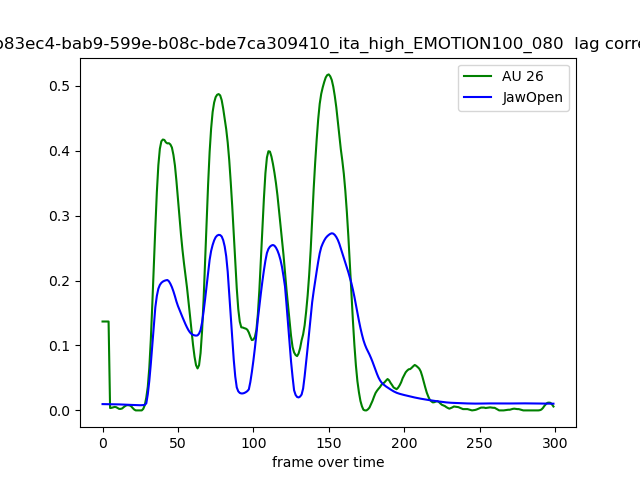 b83ec4-bab9-599e-b08c-bde7ca309410_ita_high_EMOTION100_080 lag corre
AU 26
JawOpen
0.5
0.4
0.3
0.2
0.1
0.0
0 50 100 150 200 250 300
frame over time